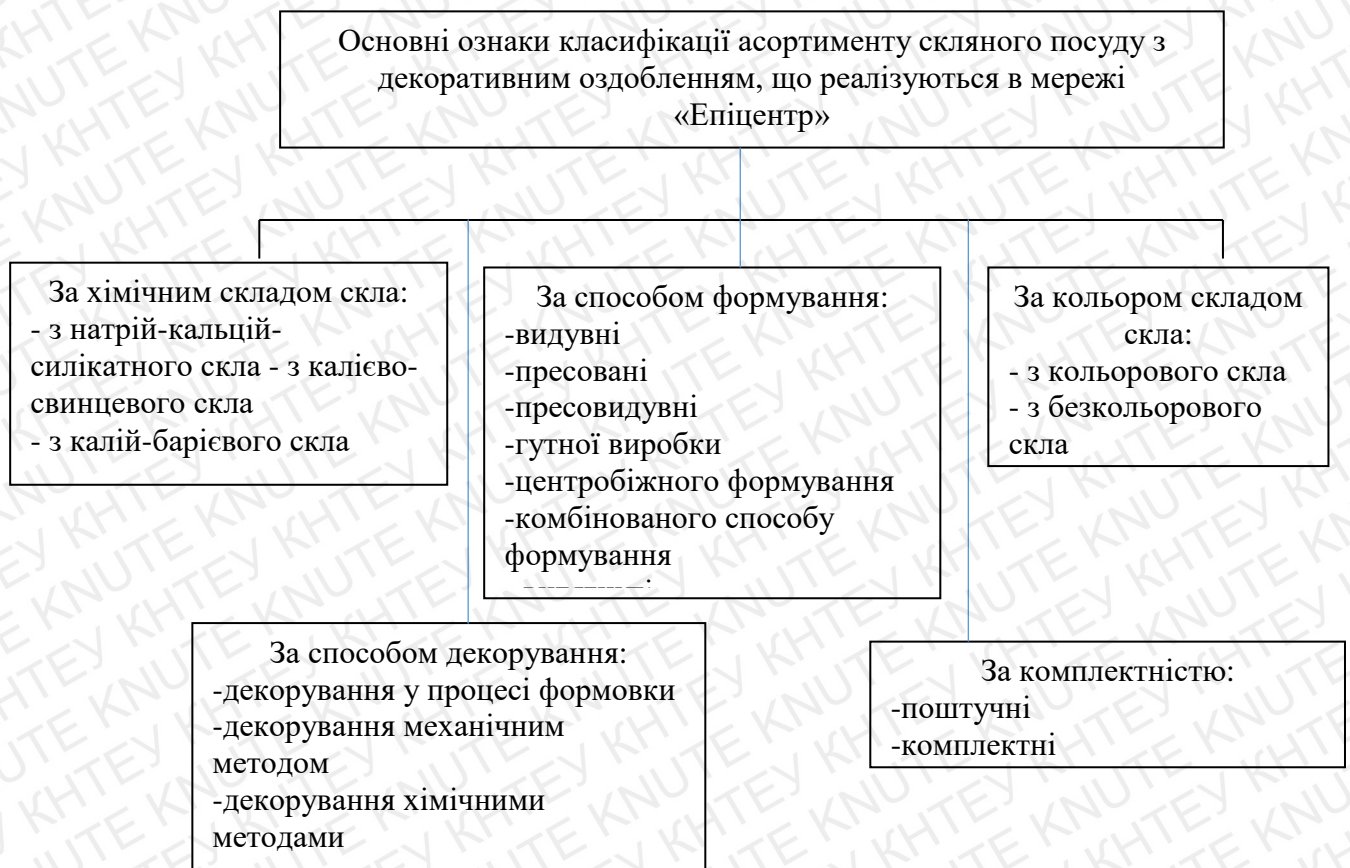 Основні ознаки класифікації асортименту скляного посуду з
декоративним оздобленням, що реалізуються в мережі
«Епіцентр»
За хімічним складом скла:
- з натрій-кальцій-
силікатного скла - з калієво-
свинцевого скла
- з калій-барієвого скла
За способом формування:
-видувні
-пресовані
-пресовидувні
-гутної виробки
-центробіжного формування
-комбінованого способу
формування
За кольором складом
скла:
- з кольорового скла
- з безкольорового
скла
За способом декорування:
-декорування у процесі формовки
-декорування механічним
методом
-декорування хімічними
методами
За комплектністю:
-поштучні
-комплектні